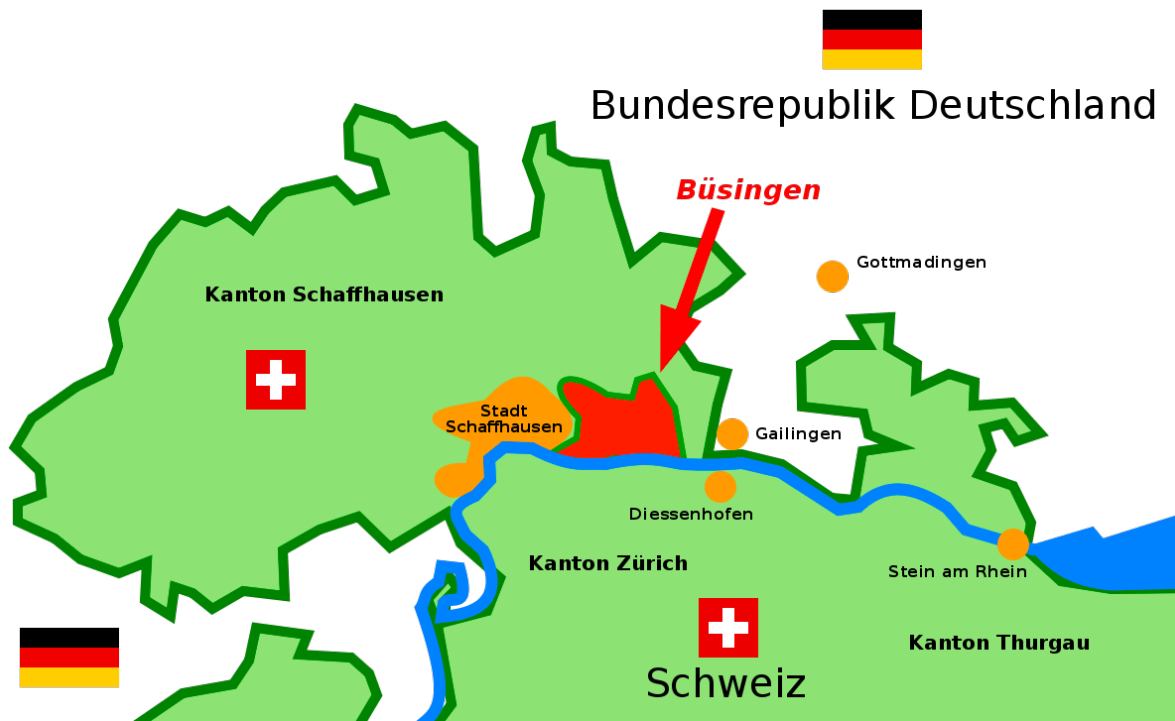 Bundesrepublik Deutschland
Büsingen
Gottmadingen
Kanton Schaffhausen
Stadt
Schaffhausen
Gailingen
Diessenhofen
Kanton Zürich
Stein am Rhein
Kanton Thurgau
Schweiz